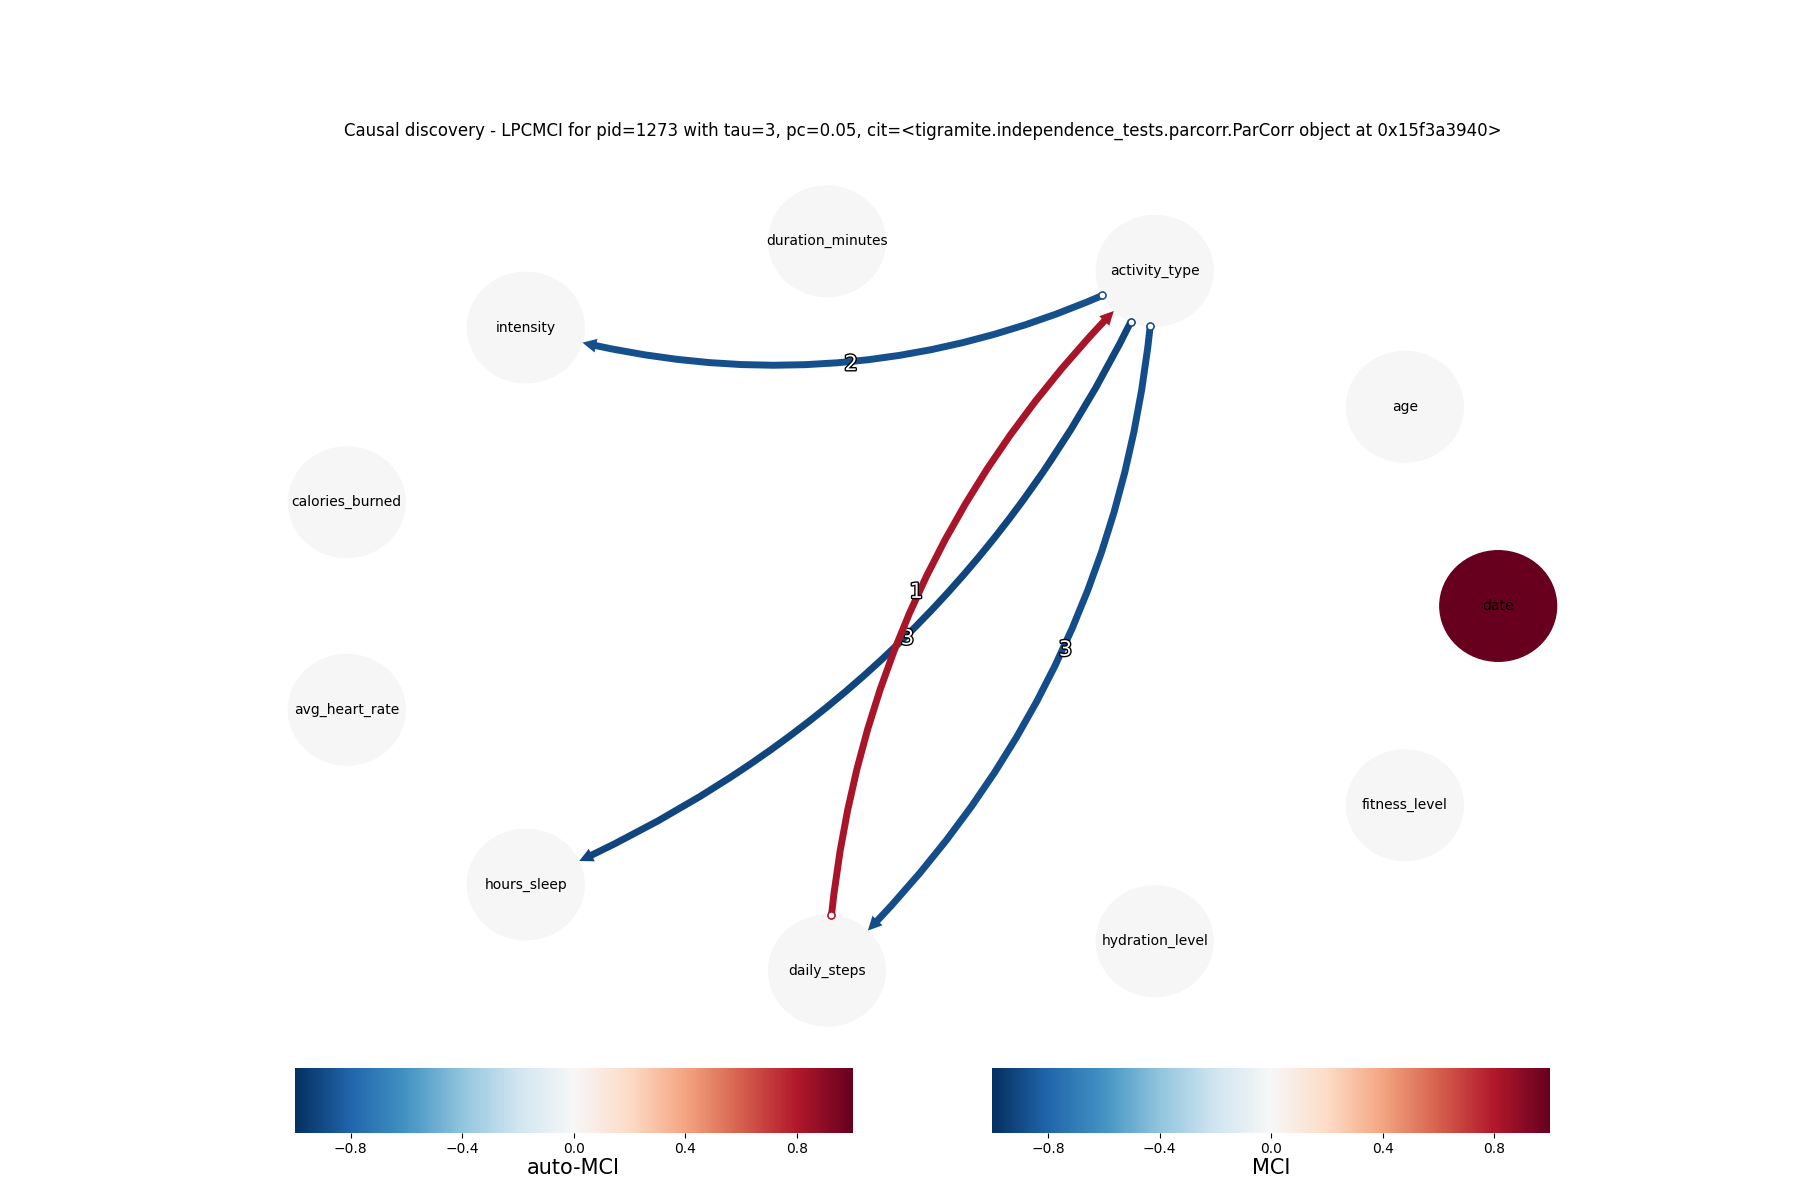 Causal discovery - LPCMCI for pid=1273 with tau=3, pc=0.05, cit=<tigramite.independence_tests.parcorr.ParCorr object at 0x15f3a3940>
duration_minutes
activity_type
intensity
2
age
calories_burned
1
date
3
3
avg_heart_rate
fitness_level
hours_sleep
hydration_level
daily_steps
−0.8 −0.4 0.0 0.4 0.8
auto-MCI
−0.8 −0.4 0.0 0.4 0.8
MCI